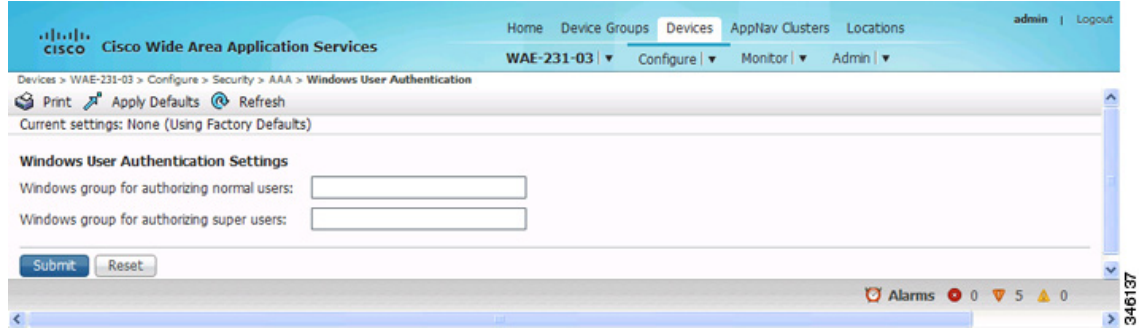 Home Device Groups Devices AppNav Clusters Locations
admin | Logout
CISCO Cisco Wide Area Application Services
WAE-231-03 Configure Monitor Admin
Devices > WAE-231-03 > Configure > Security > AAA > Windows User Authentication
Print Apply Defaults Refresh
Current settings: None (Using Factory Defaults)
Windows User Authentication Settings
Windows group for authorizing normal users:
Windows group for authorizing super users:
Submit Reset
Alarms 0 5 0
346137